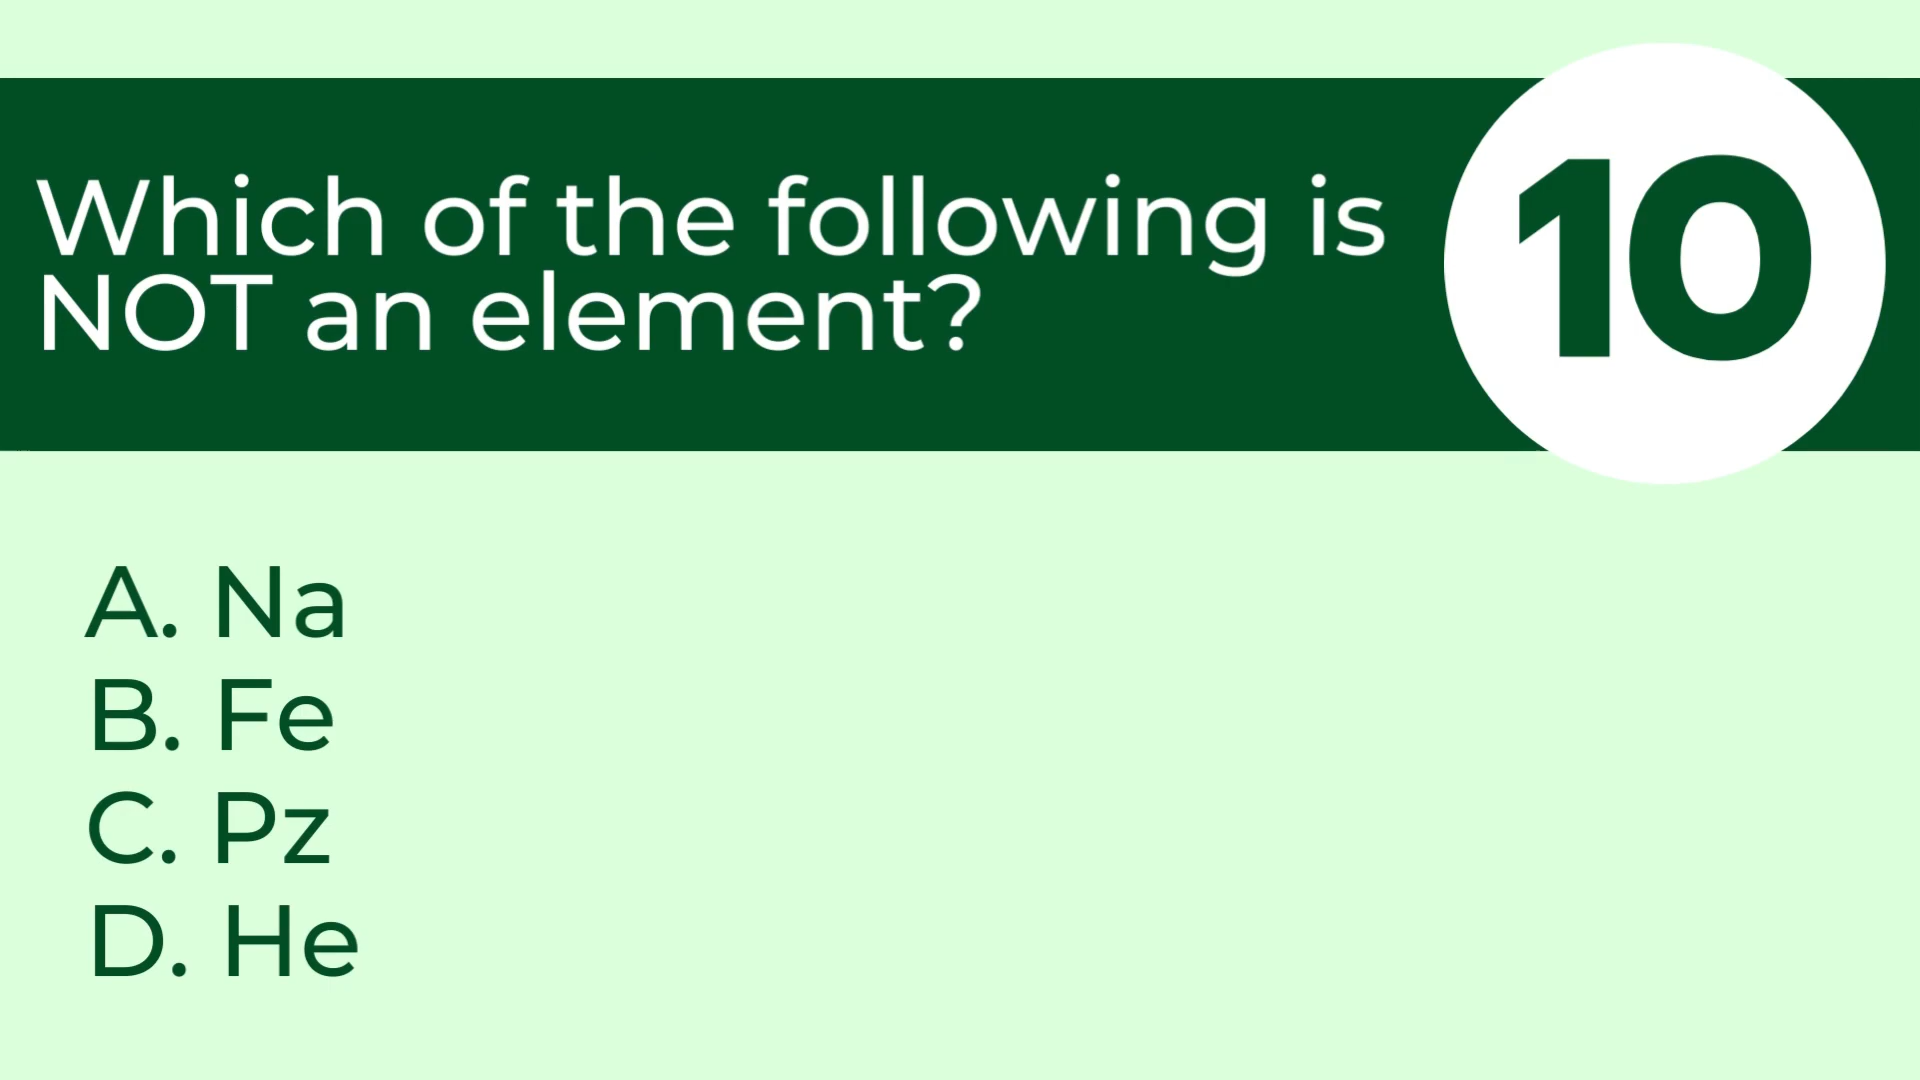 Which of the following is
NOT an element?
10
A. Na
B. Fe
C. Pz
D. He